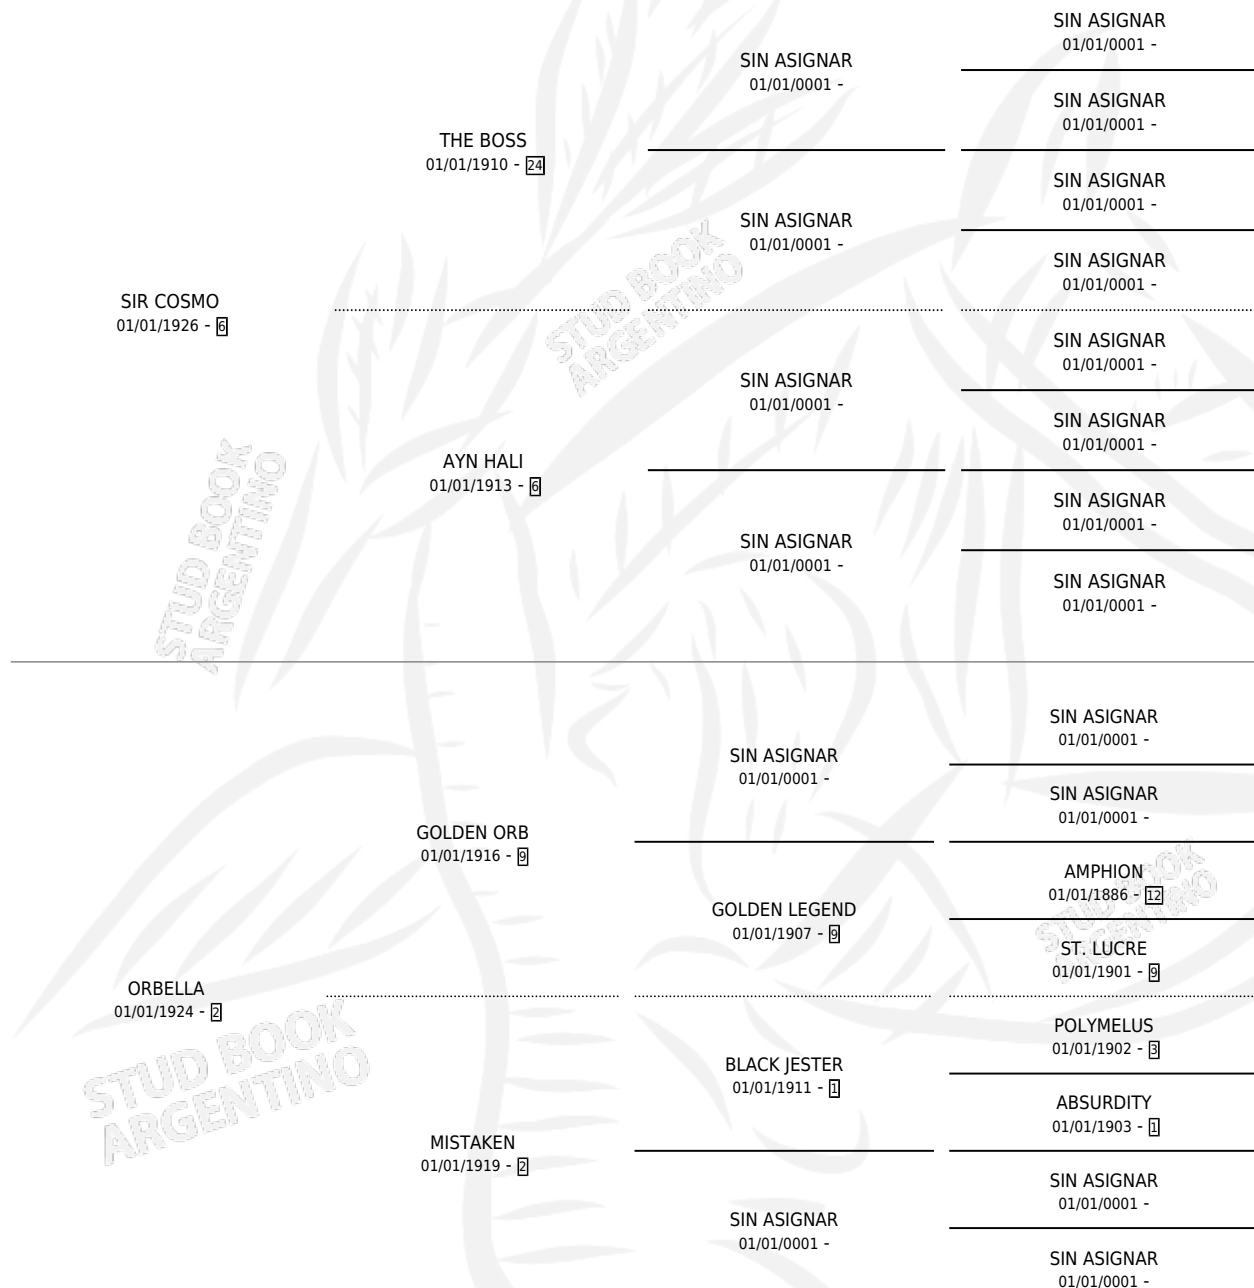 SIN ASIGNAR
01/01/0001 -
SIN ASIGNAR
01/01/0001 -
SIN ASIGNAR
01/01/0001 -
THE BOSS
01/01/1910 - 24
SIN ASIGNAR
01/01/0001 -
SIN ASIGNAR
01/01/0001 -
SIN ASIGNAR
01/01/0001 -
STUD BOOK
ARGENTINO
SIR COSMO
01/01/1926 - 6
SIN ASIGNAR
01/01/0001 -
SIN ASIGNAR
01/01/0001 -
SIN ASIGNAR
01/01/0001 -
AYN HALI
01/01/1913 - 6
SIN ASIGNAR
01/01/0001 -
SIN ASIGNAR
01/01/0001 -
SIN ASIGNAR
01/01/0001 -
STUD BOOK
ARGENTINO
SIN ASIGNAR
01/01/0001 -
SIN ASIGNAR
01/01/0001 -
SIN ASIGNAR
01/01/0001 -
GOLDEN ORB
01/01/1916 - 9
AMPHION
01/01/1886 - 12
GOLDEN LEGEND
01/01/1907 - 9
STUD BOOK
ARGENTINO
ST. LUCRE
01/01/1901 - 9
ORBELLA
01/01/1924 - 2
STUD BOOK
ARGENTINO
POLYMELUS
01/01/1902 - 3
BLACK JESTER
01/01/1911 - 1
ABSURDITY
01/01/1903 - 1
MISTAKEN
01/01/1919 - 2
SIN ASIGNAR
01/01/0001 -
SIN ASIGNAR
01/01/0001 -
SIN ASIGNAR
01/01/0001 -